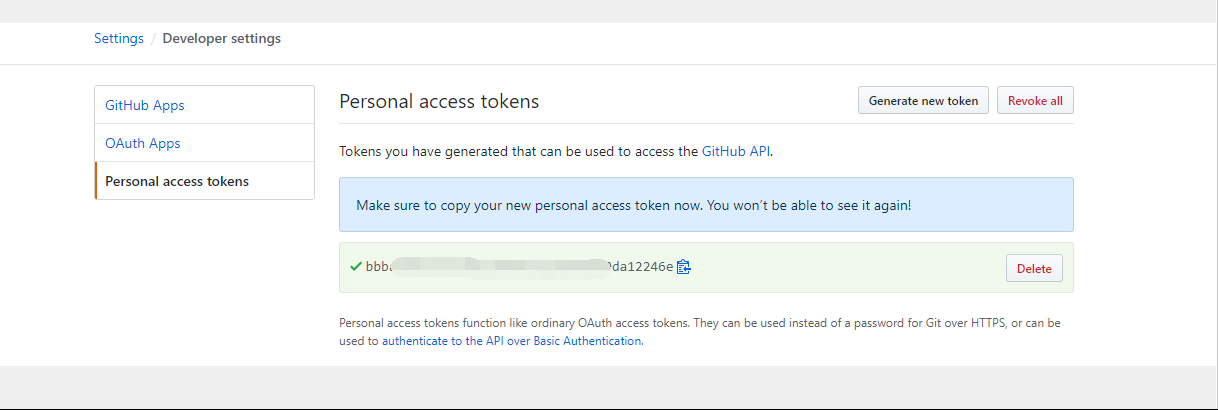 Settings / Developer settings
GitHub Apps
OAuth Apps
Personal access tokens
Personal access tokens
Generate new token
Revoke all
Tokens you have generated that can be used to access the GitHub API.
Make sure to copy your new personal access token now. You won't be able to see it again!
bbb da12246e
Delete
Personal access tokens function like ordinary OAuth access tokens. They can be used instead of a password for Git over HTTPS, or can be
used to authenticate to the API over Basic Authentication.